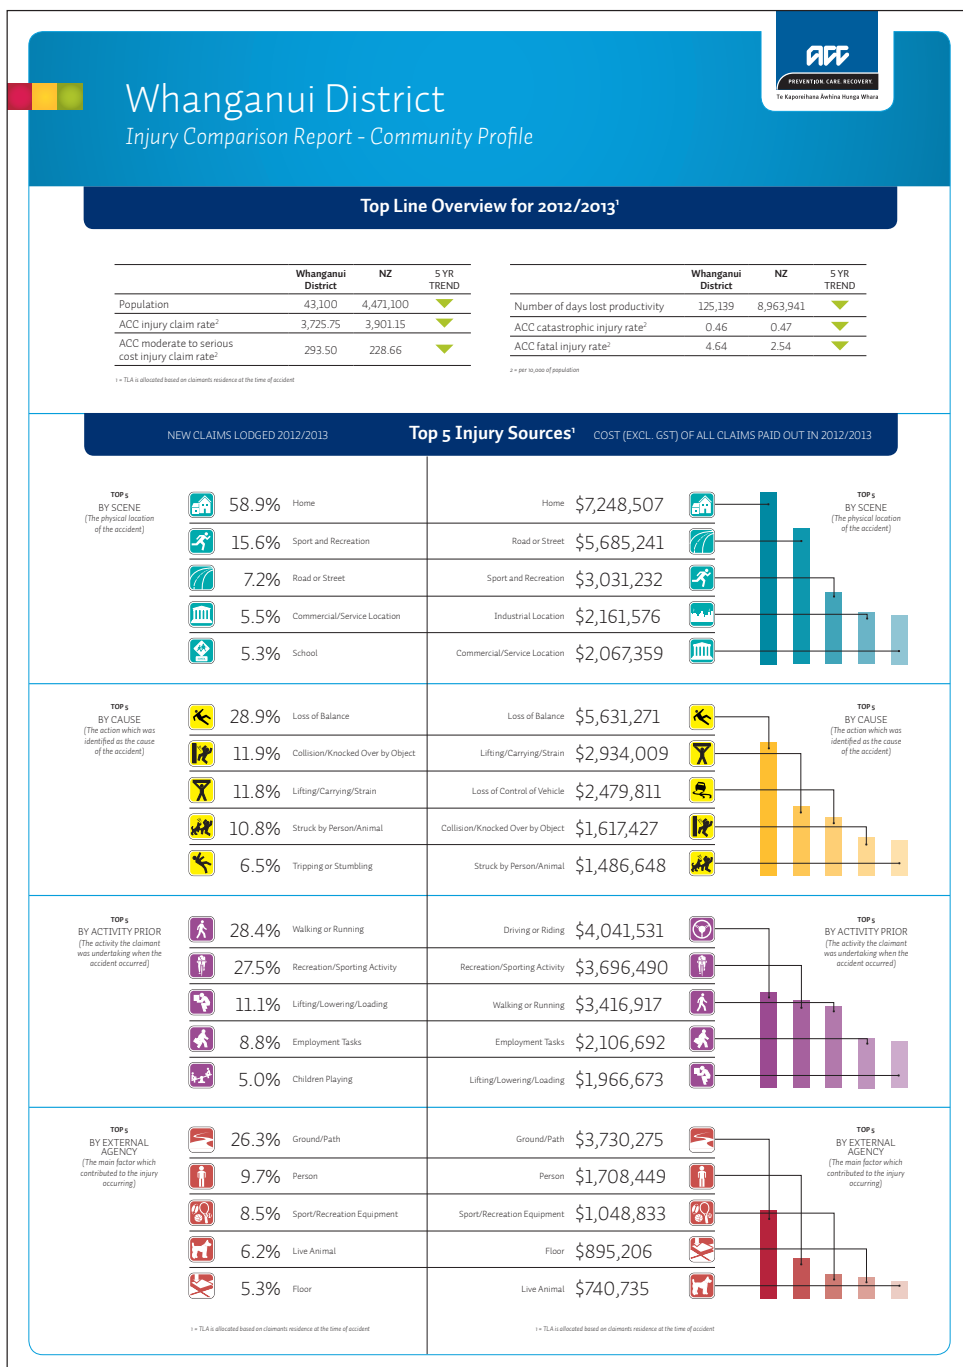 ACC
PREVENTION. CARE. RECOVERY.
Te Kaporeihana Āwhina Hunga Whara
Whanganui District
Injury Comparison Report – Community Profile
Top Line Overview for 2012/2013¹
Whanganui District NZ 5 YR TREND
Population 43,100 4,471,100
ACC injury claim rate² 3,725.75 3,901.15
ACC moderate to serious cost injury claim rate² 293.50 228.66
1 = TLA is allocated based on claimants residence at the time of accident
Whanganui District NZ 5 YR TREND
Number of days lost productivity 125,139 8,963,941
ACC catastrophic injury rate² 0.46 0.47
ACC fatal injury rate² 4.64 2.54
2 = per 10,000 of population
NEW CLAIMS LODGED 2012/2013 Top 5 Injury Sources¹ COST (EXCL. GST) OF ALL CLAIMS PAID OUT IN 2012/2013
TOP 5
BY SCENE
(The physical location
of the accident)
58.9% Home
15.6% Sport and Recreation
7.2% Road or Street
5.5% Commercial/Service Location
5.3% School
Home $7,248,507
Road or Street $5,685,241
Sport and Recreation $3,031,232
Industrial Location $2,161,576
Commercial/Service Location $2,067,359
TOP 5
BY SCENE
(The physical location
of the accident)
TOP 5
BY CAUSE
(The action which was
identified as the cause
of the accident)
28.9% Loss of Balance
11.9% Collision/Knocked Over by Object
11.8% Lifting/Carrying/Strain
10.8% Struck by Person/Animal
6.5% Tripping or Stumbling
Loss of Balance $5,631,271
Lifting/Carrying/Strain $2,934,009
Loss of Control of Vehicle $2,479,811
Collision/Knocked Over by Object $1,617,427
Struck by Person/Animal $1,486,648
TOP 5
BY CAUSE
(The action which was
identified as the cause
of the accident)
TOP 5
BY ACTIVITY PRIOR
(The activity the claimant
was undertaking when the
accident occurred)
28.4% Walking or Running
27.5% Recreation/Sporting Activity
11.1% Lifting/Lowering/Loading
8.8% Employment Tasks
5.0% Children Playing
Driving or Riding $4,041,531
Recreation/Sporting Activity $3,696,490
Walking or Running $3,416,917
Employment Tasks $2,106,692
Lifting/Lowering/Loading $1,966,673
TOP 5
BY ACTIVITY PRIOR
(The activity the claimant
was undertaking when the
accident occurred)
TOP 5
BY EXTERNAL
AGENCY
(The main factor which
contributed to the injury
occurring)
26.3% Ground/Path
9.7% Person
8.5% Sport/Recreation Equipment
6.2% Live Animal
5.3% Floor
Ground/Path $3,730,275
Person $1,708,449
Sport/Recreation Equipment $1,048,833
Floor $895,206
Live Animal $740,735
TOP 5
BY EXTERNAL
AGENCY
(The main factor which
contributed to the injury
occurring)
1 = TLA is allocated based on claimants residence at the time of accident
1 = TLA is allocated based on claimants residence at the time of accident